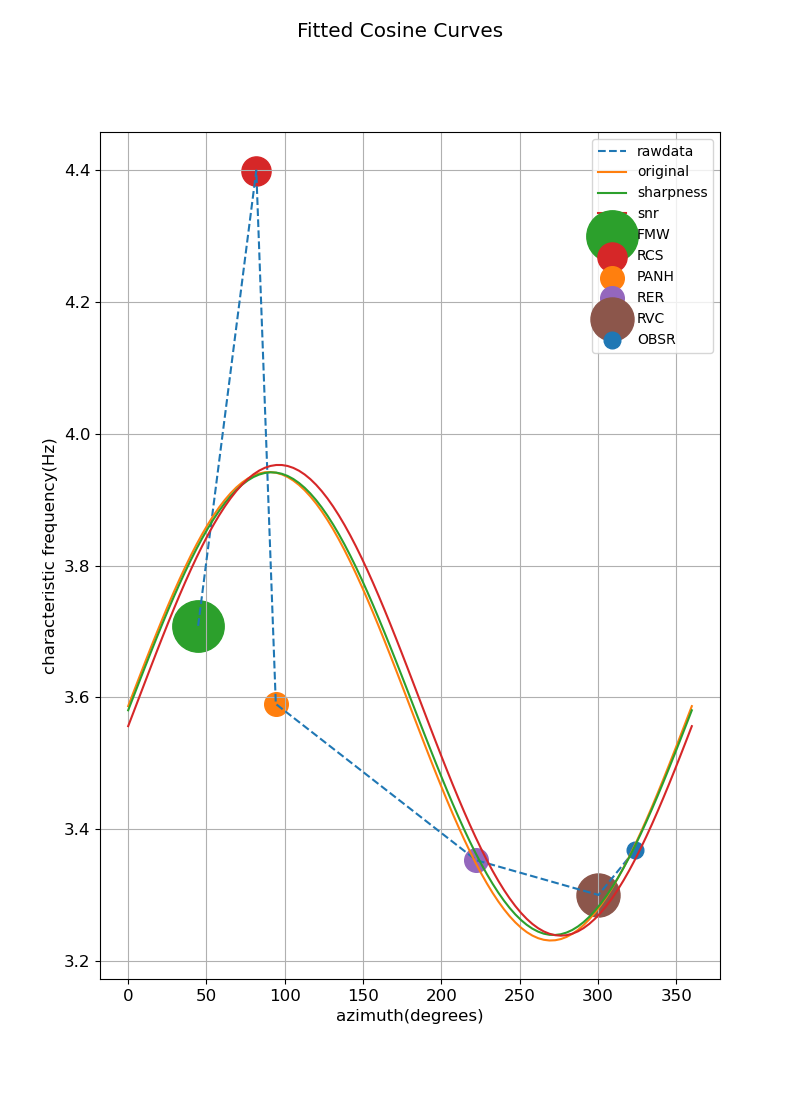 Fitted Cosine Curves
rawdata
original
sharpness
snr
FMW
RCS
PANH
RER
RVC
OBSR
4.4
4.2
4.0
3.8
3.6
3.4
3.2
characteristic frequency(Hz)
0 50 100 150 200 250 300 350
azimuth(degrees)